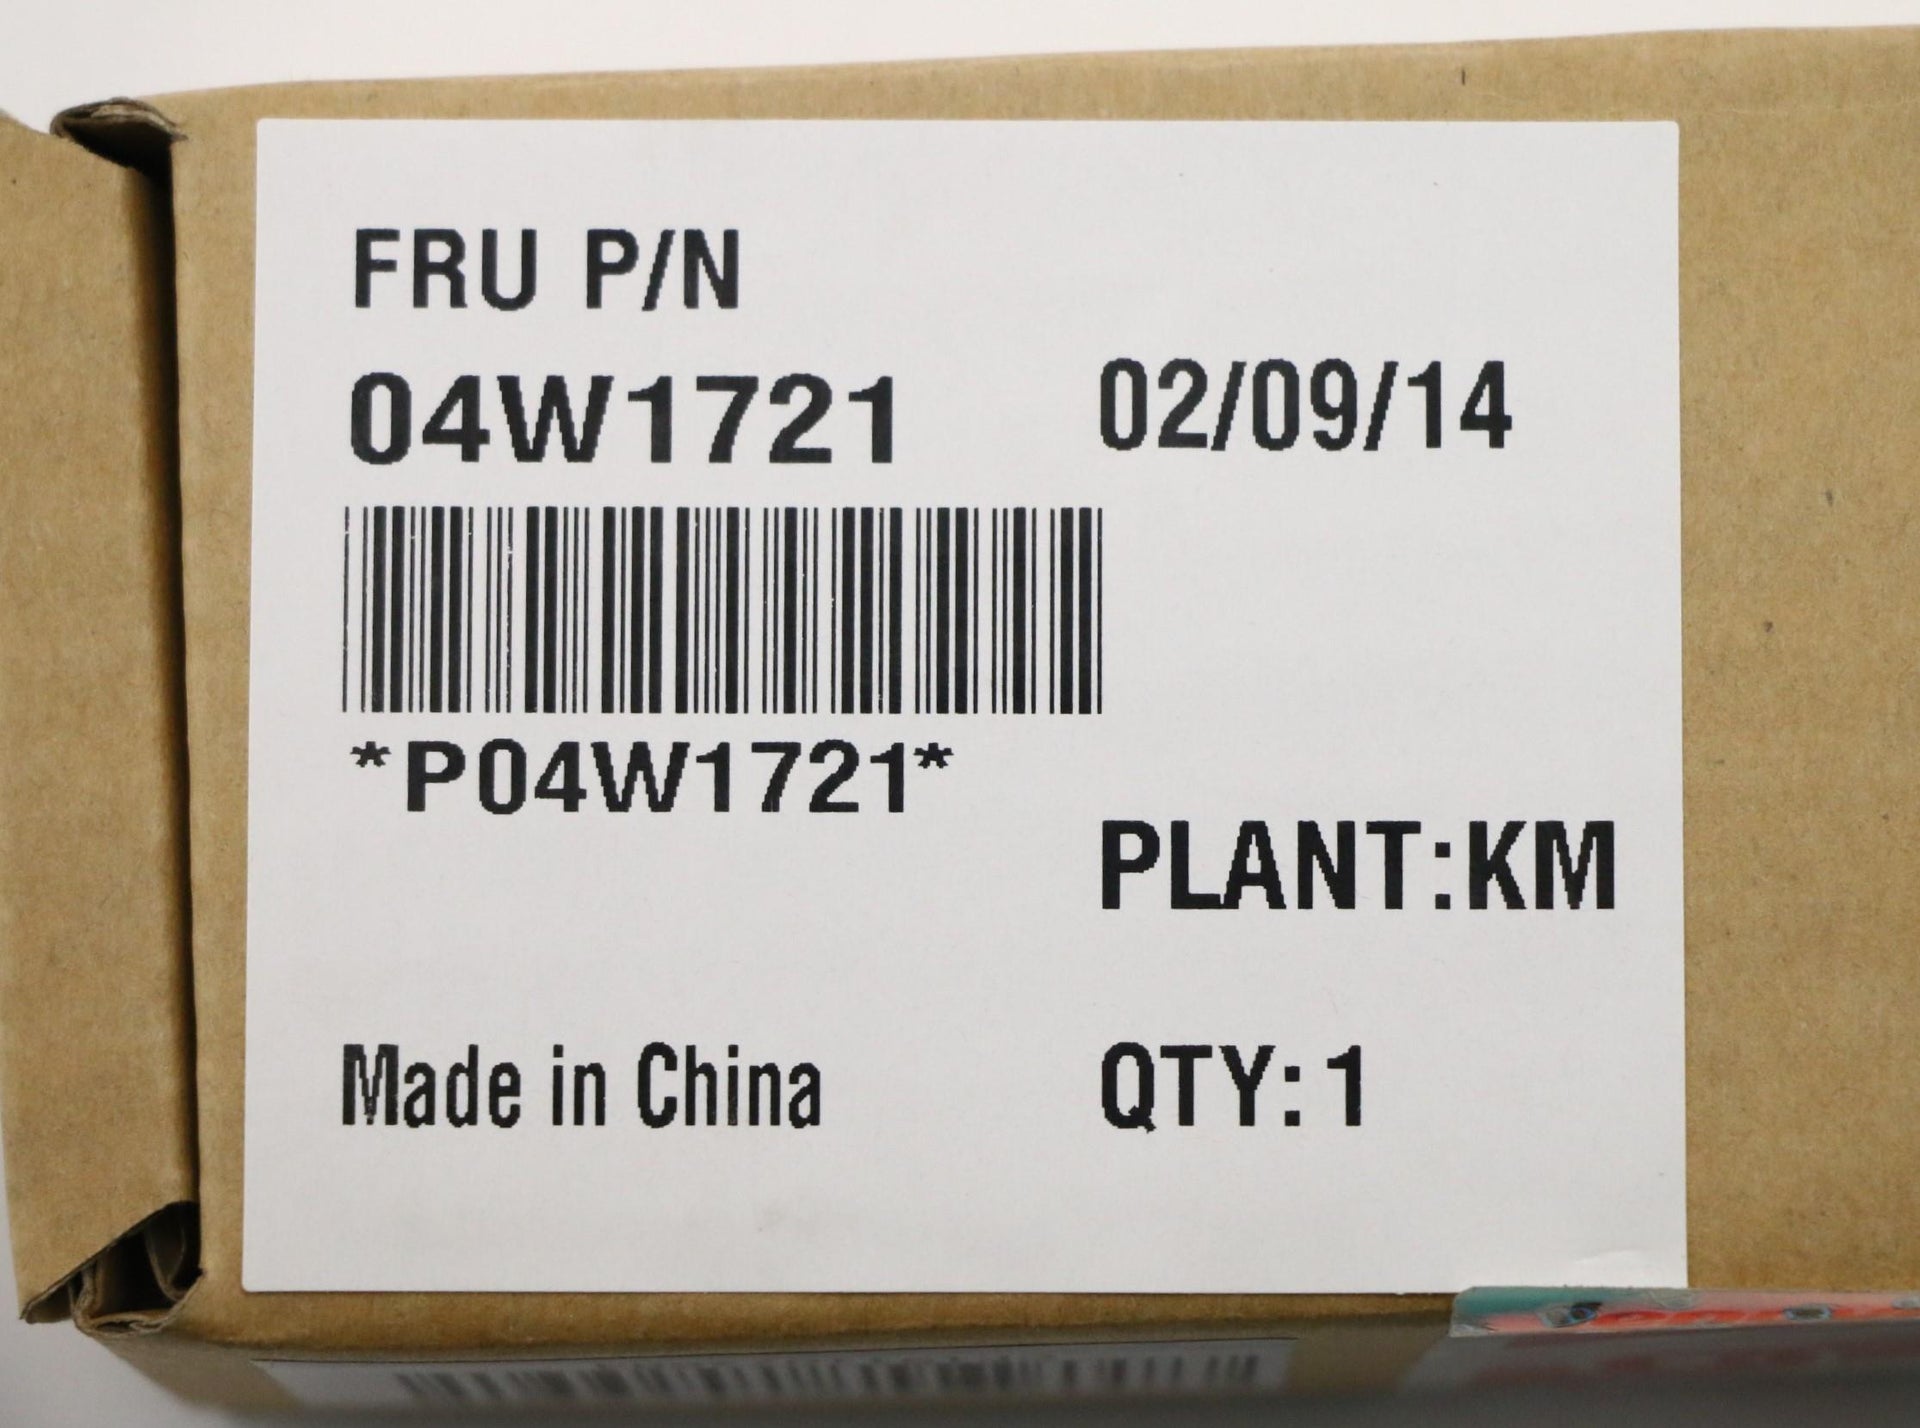 FRU P/N
04W1721 02/09/14
*P04W1721*
PLANT:KM
Made in China QTY: 1